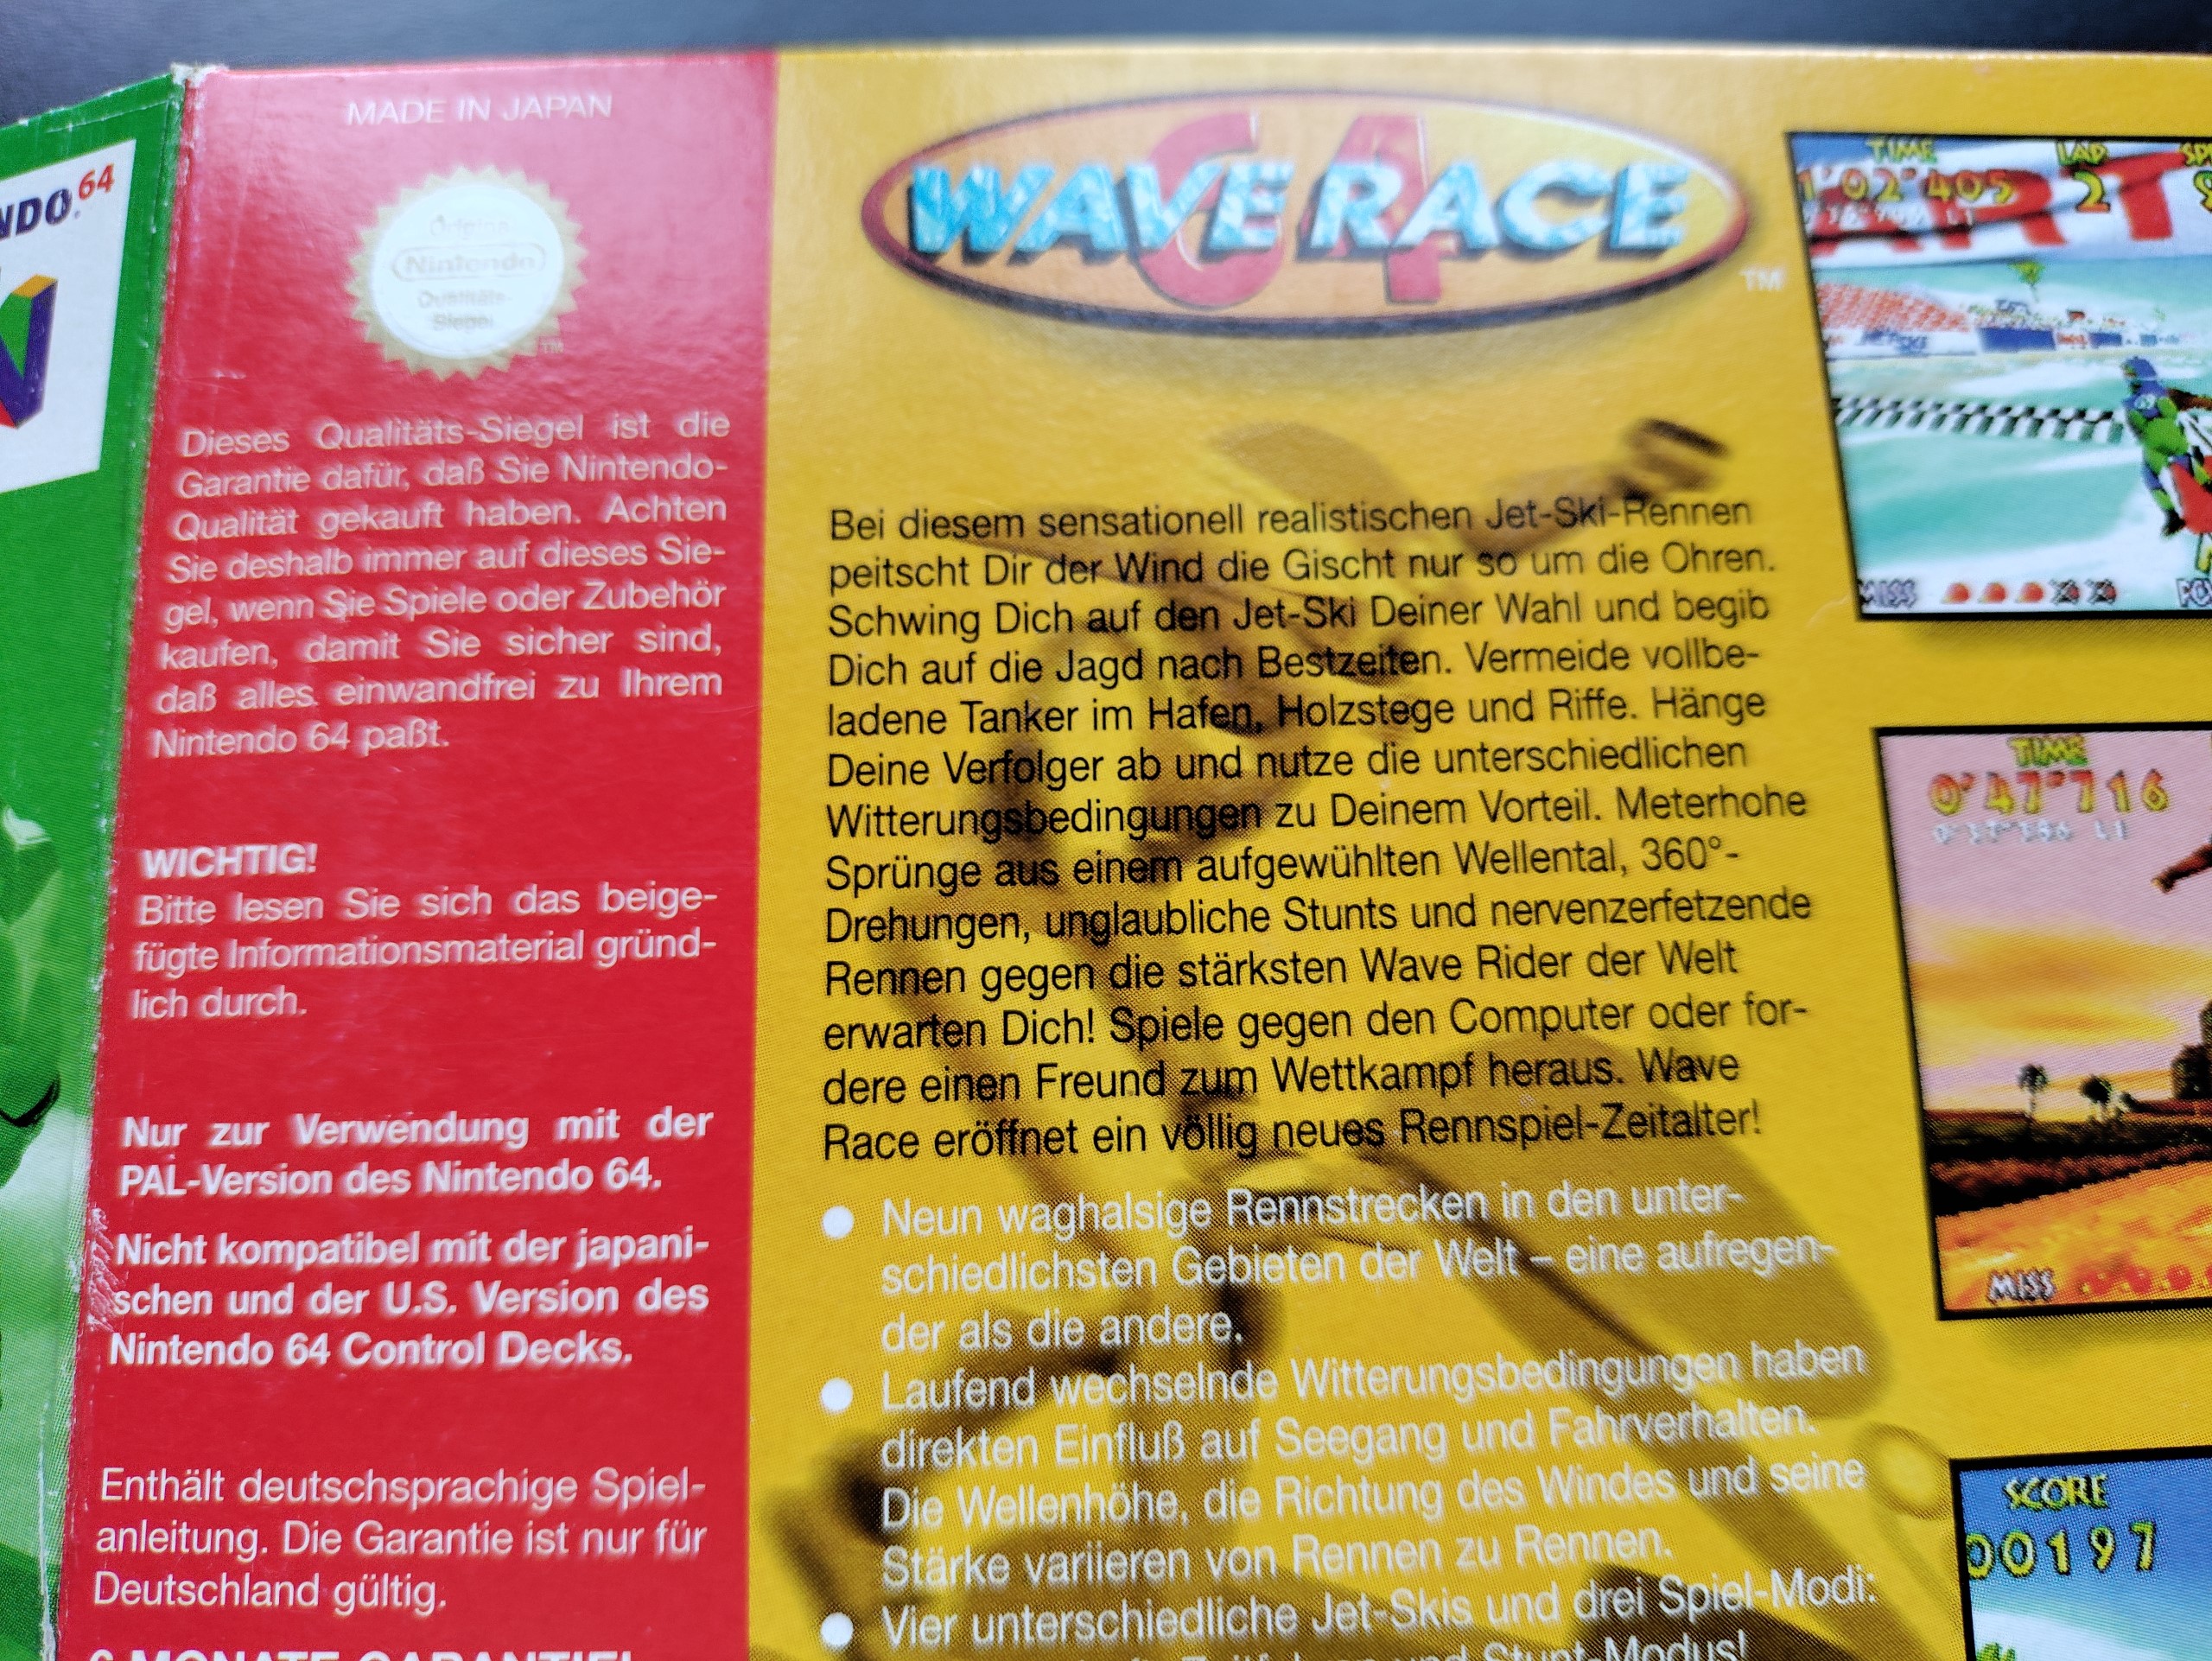 NDO.64
MADE IN JAPAN
Original
Nintendo
Qualitäts-
Siegel
TM
Dieses Qualitäts-Siegel ist die
Garantie dafür, daß Sie Nintendo-
Qualität gekauft haben. Achten
Sie deshalb immer auf dieses Sie-
gel, wenn Sie Spiele oder Zubehör
kaufen, damit Sie sicher sind,
daß alles einwandfrei zu Ihrem
Nintendo 64 paßt.
WICHTIG!
Bitte lesen Sie sich das beige-
fügte Informationsmaterial gründ-
lich durch.
Nur zur Verwendung mit der
PAL-Version des Nintendo 64.
Nicht kompatibel mit der japani-
schen und der U.S. Version des
Nintendo 64 Control Decks.
Enthält deutschsprachige Spiel-
anleitung. Die Garantie ist nur für
Deutschland gültig.
6 MONATE GARANTIE!
WAVE RACE 64
TM
Bei diesem sensationell realistischen Jet-Ski-Rennen
peitscht Dir der Wind die Gischt nur so um die Ohren.
Schwing Dich auf den Jet-Ski Deiner Wahl und begib
Dich auf die Jagd nach Bestzeiten. Vermeide vollbe-
ladene Tanker im Hafen, Holzstege und Riffe. Hänge
Deine Verfolger ab und nutze die unterschiedlichen
Witterungsbedingungen zu Deinem Vorteil. Meterhohe
Sprünge aus einem aufgewühlten Wellental, 360°-
Drehungen, unglaubliche Stunts und nervenzerfetzende
Rennen gegen die stärksten Wave Rider der Welt
erwarten Dich! Spiele gegen den Computer oder for-
dere einen Freund zum Wettkampf heraus. Wave
Race eröffnet ein völlig neues Rennspiel-Zeitalter!
● Neun waghalsige Rennstrecken in den unter-
schiedlichsten Gebieten der Welt – eine aufregen-
der als die andere.
● Laufend wechselnde Witterungsbedingungen haben
direkten Einfluß auf Seegang und Fahrverhalten.
Die Wellenhöhe, die Richtung des Windes und seine
Stärke variieren von Rennen zu Rennen.
● Vier unterschiedliche Jet-Skis und drei Spiel-Modi:
und Stunt-Modus!
TIME LAP
1'02"405 2
ART
MISS
TIME
0'47"716
MISS
SCORE
00197